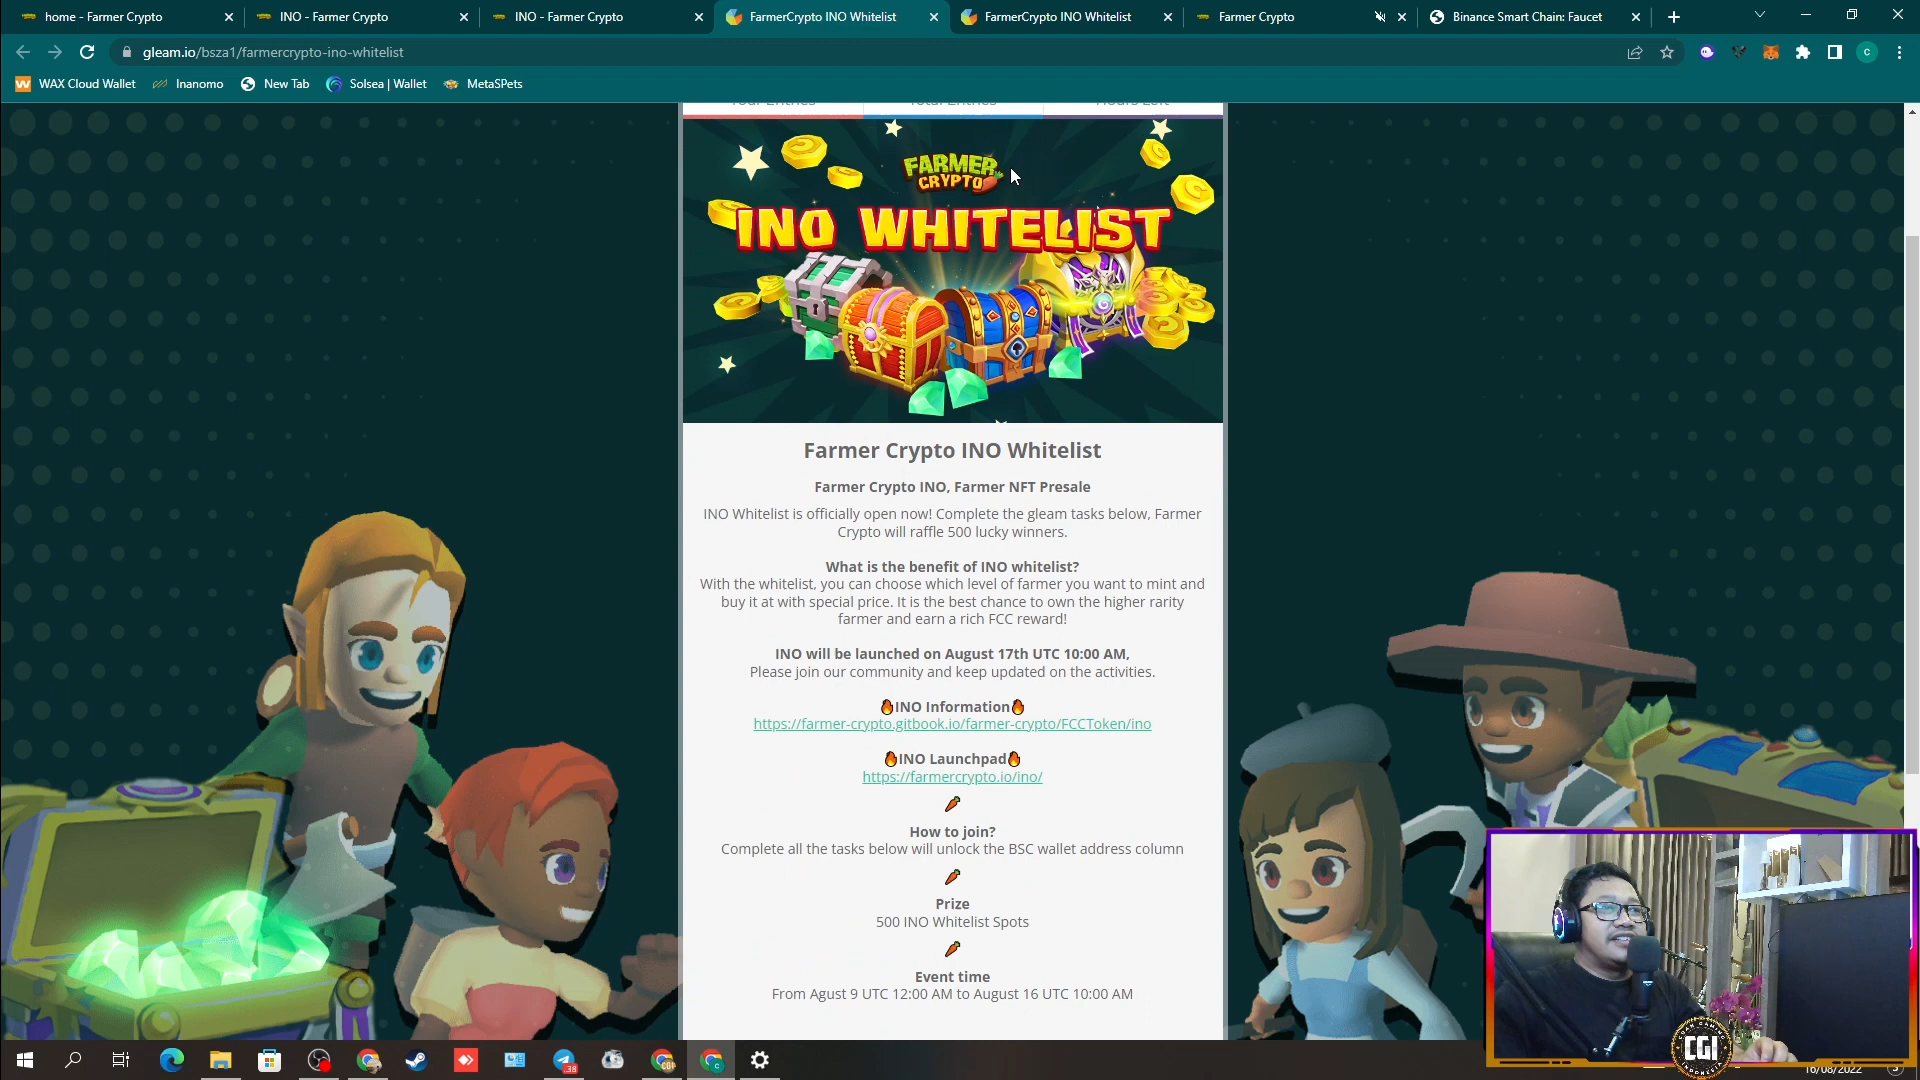 home - Farmer Crypto
INO - Farmer Crypto
INO - Farmer Crypto
FarmerCrypto INO Whitelist
FarmerCrypto INO Whitelist
Farmer Crypto
Binance Smart Chain: Faucet
gleam.io/bsza1/farmercrypto-ino-whitelist
WAX Cloud Wallet
Inanomo
New Tab
Solsea | Wallet
MetaSPets
FARMER
CRYPTO
INO WHITELIST
Farmer Crypto INO Whitelist
Farmer Crypto INO, Farmer NFT Presale
INO Whitelist is officially open now! Complete the gleam tasks below, Farmer
Crypto will raffle 500 lucky winners.
What is the benefit of INO whitelist?
With the whitelist, you can choose which level of farmer you want to mint and
buy it at with special price. It is the best chance to own the higher rarity
farmer and earn a rich FCC reward!
INO will be launched on August 17th UTC 10:00 AM,
Please join our community and keep updated on the activities.
🔥INO Information🔥
https://farmer-crypto.gitbook.io/farmer-crypto/FCCToken/ino
🔥INO Launchpad🔥
https://farmercrypto.io/ino/
🥕
How to join?
Complete all the tasks below will unlock the BSC wallet address column
🥕
Prize
500 INO Whitelist Spots
🥕
Event time
From Agust 9 UTC 12:00 AM to August 16 UTC 10:00 AM
CGI
INDONESIA
38
16/08/2022